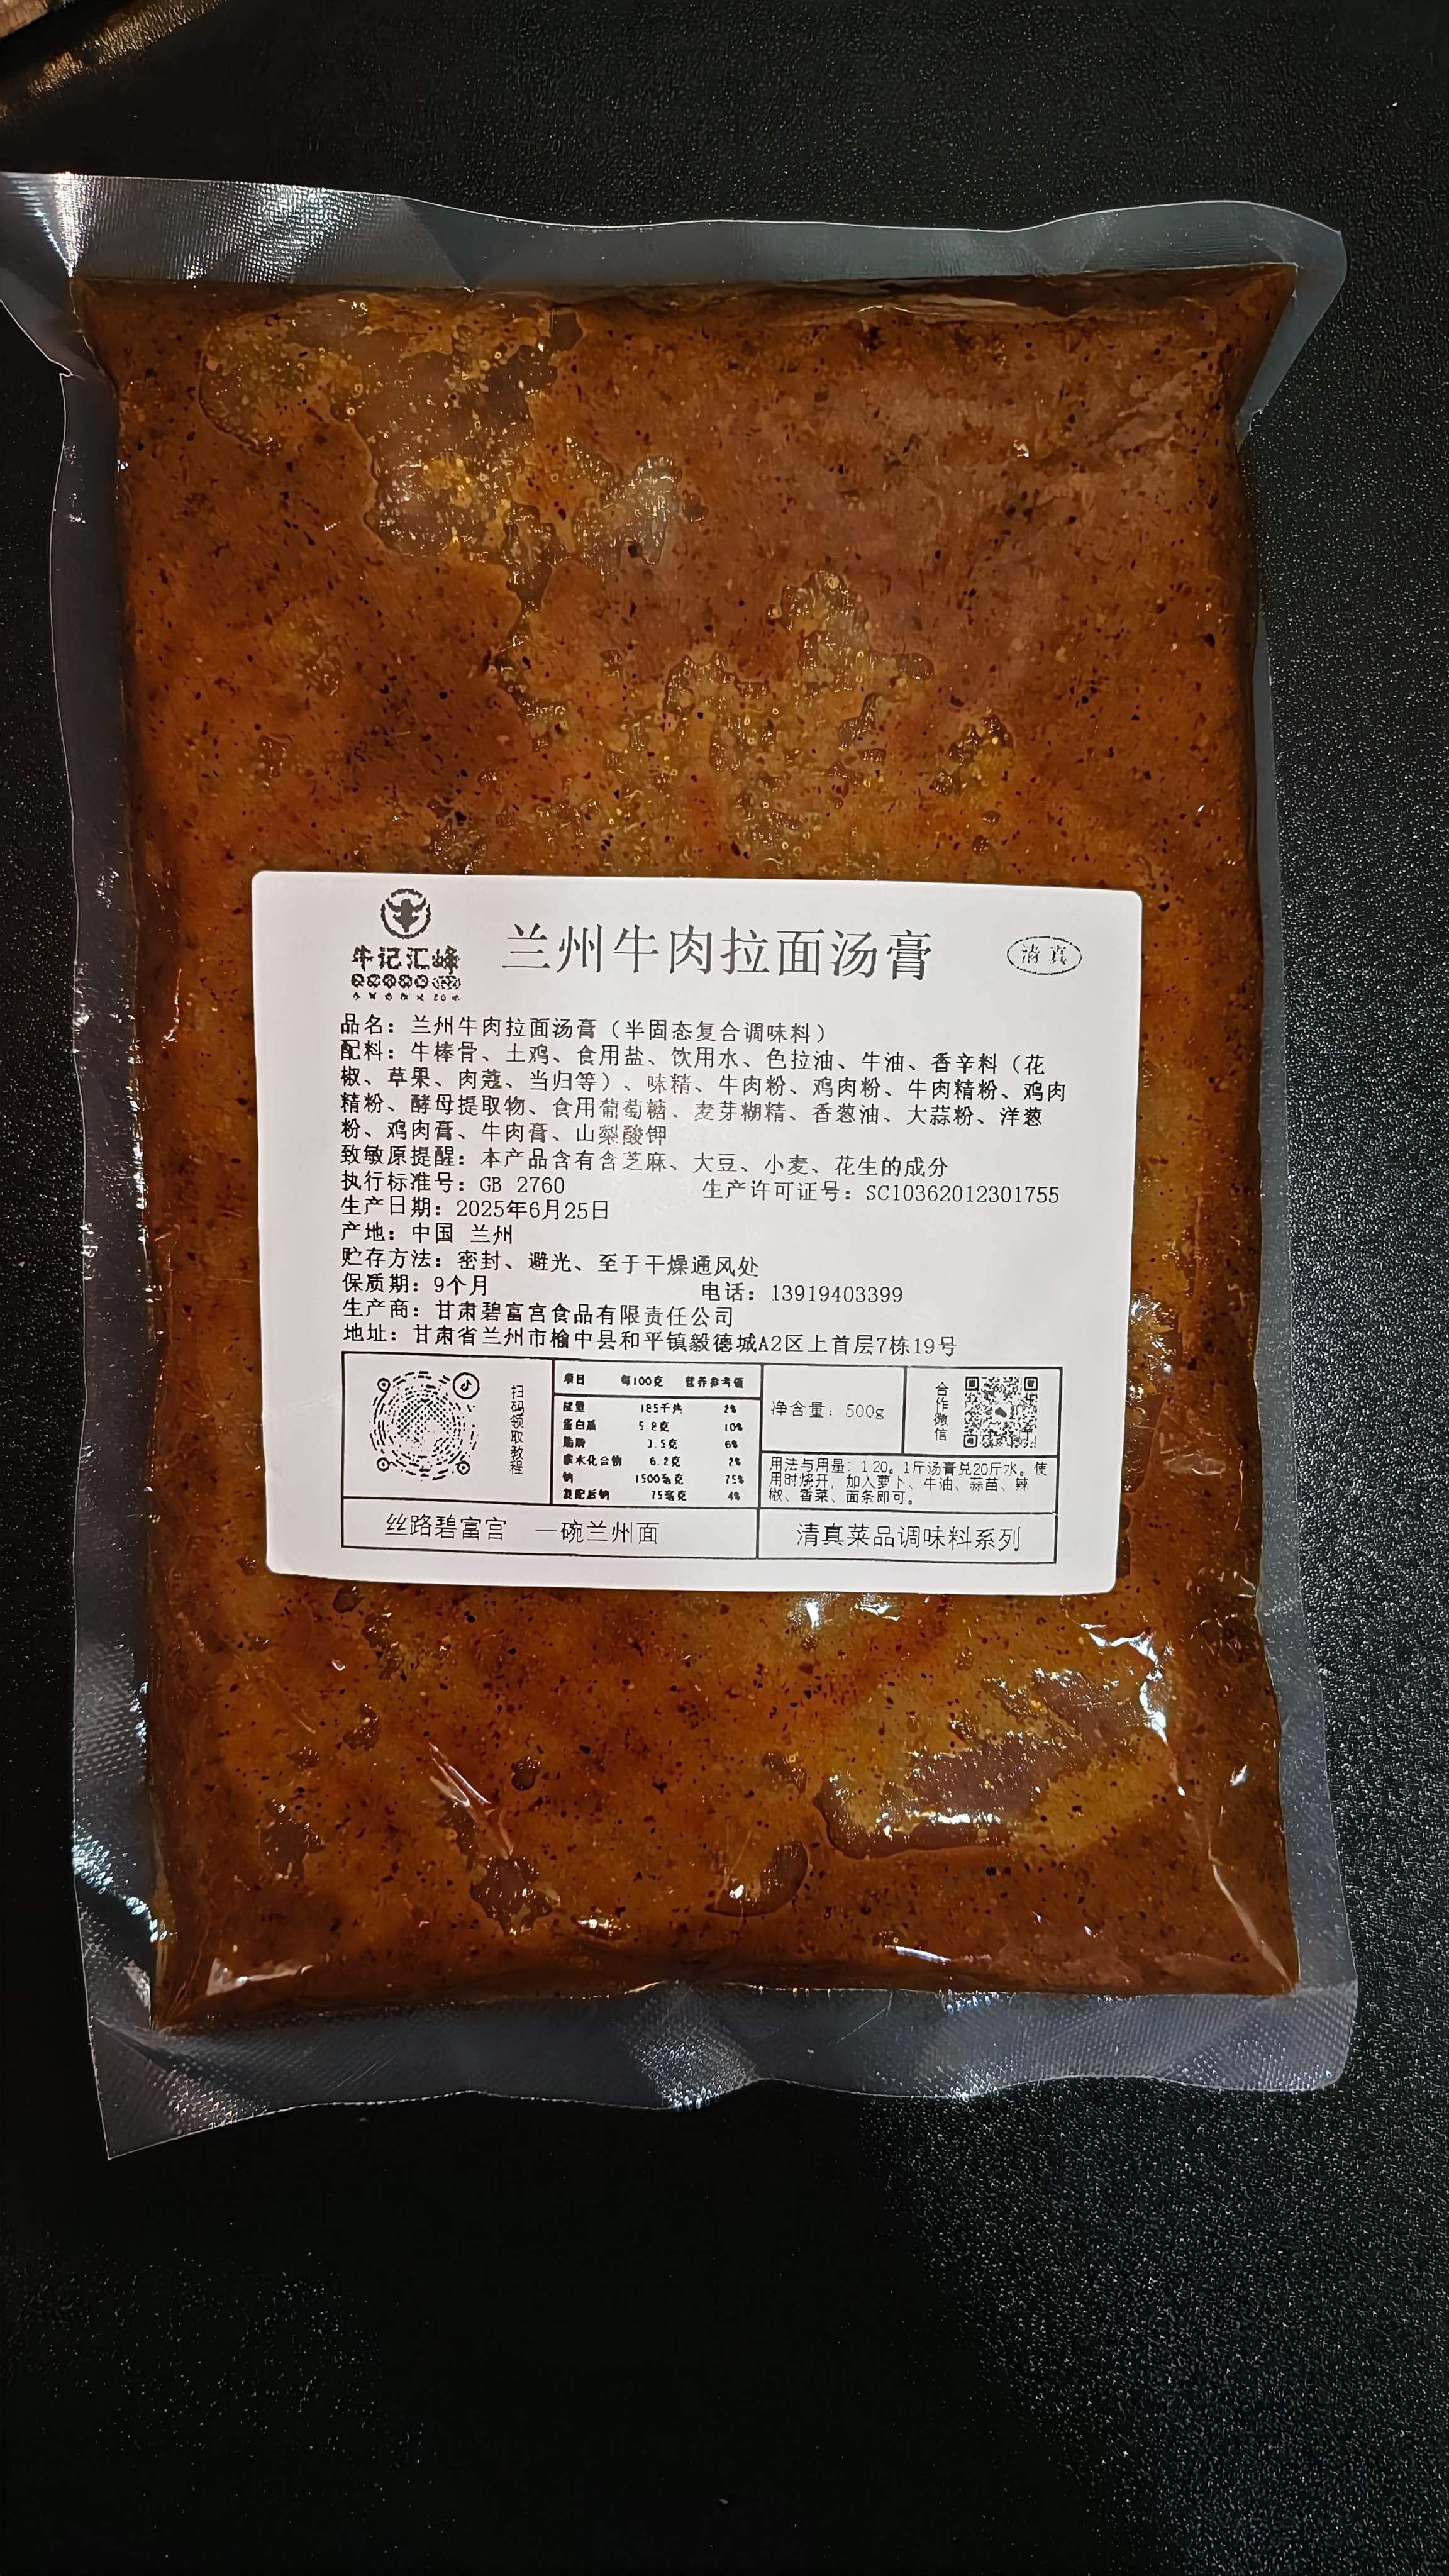 牛记汇峰
兰州牛肉拉面汤膏
清真
品名：兰州牛肉拉面汤膏（半固态复合调味料）
配料：牛棒骨、土鸡、食用盐、饮用水、色拉油、牛油、香辛料（花
椒、草果、肉蔻、当归等）、味精、牛肉粉、鸡肉粉、牛肉精粉、鸡肉
精粉、酵母提取物、食用葡萄糖、麦芽糊精、香葱油、大蒜粉、洋葱
粉、鸡肉膏、牛肉膏、山梨酸钾
致敏原提醒：本产品含有含芝麻、大豆、小麦、花生的成分
执行标准号：GB 2760 生产许可证号：SC10362012301755
生产日期：2025年6月25日
产地：中国 兰州
贮存方法：密封、避光、至于干燥通风处
保质期：9个月 电话：13919403399
生产商：甘肃碧富宫食品有限责任公司
地址：甘肃省兰州市榆中县和平镇毅德城A2区上首层7栋19号
扫码领取教程
项目 每100克 营养参考值
能量 185千焦 2%
蛋白质 5.8克 10%
脂肪 3.5克 6%
碳水化合物 6.2克 2%
钠 1500毫克 75%
复配后钠 75毫克 4%
净含量：500g
合作微信
用法与用量：1:20。1斤汤膏兑20斤水。使
用时烧开，加入萝卜、牛油、蒜苗、辣
椒、香菜、面条即可。
丝路碧富宫 一碗兰州面
清真菜品调味料系列